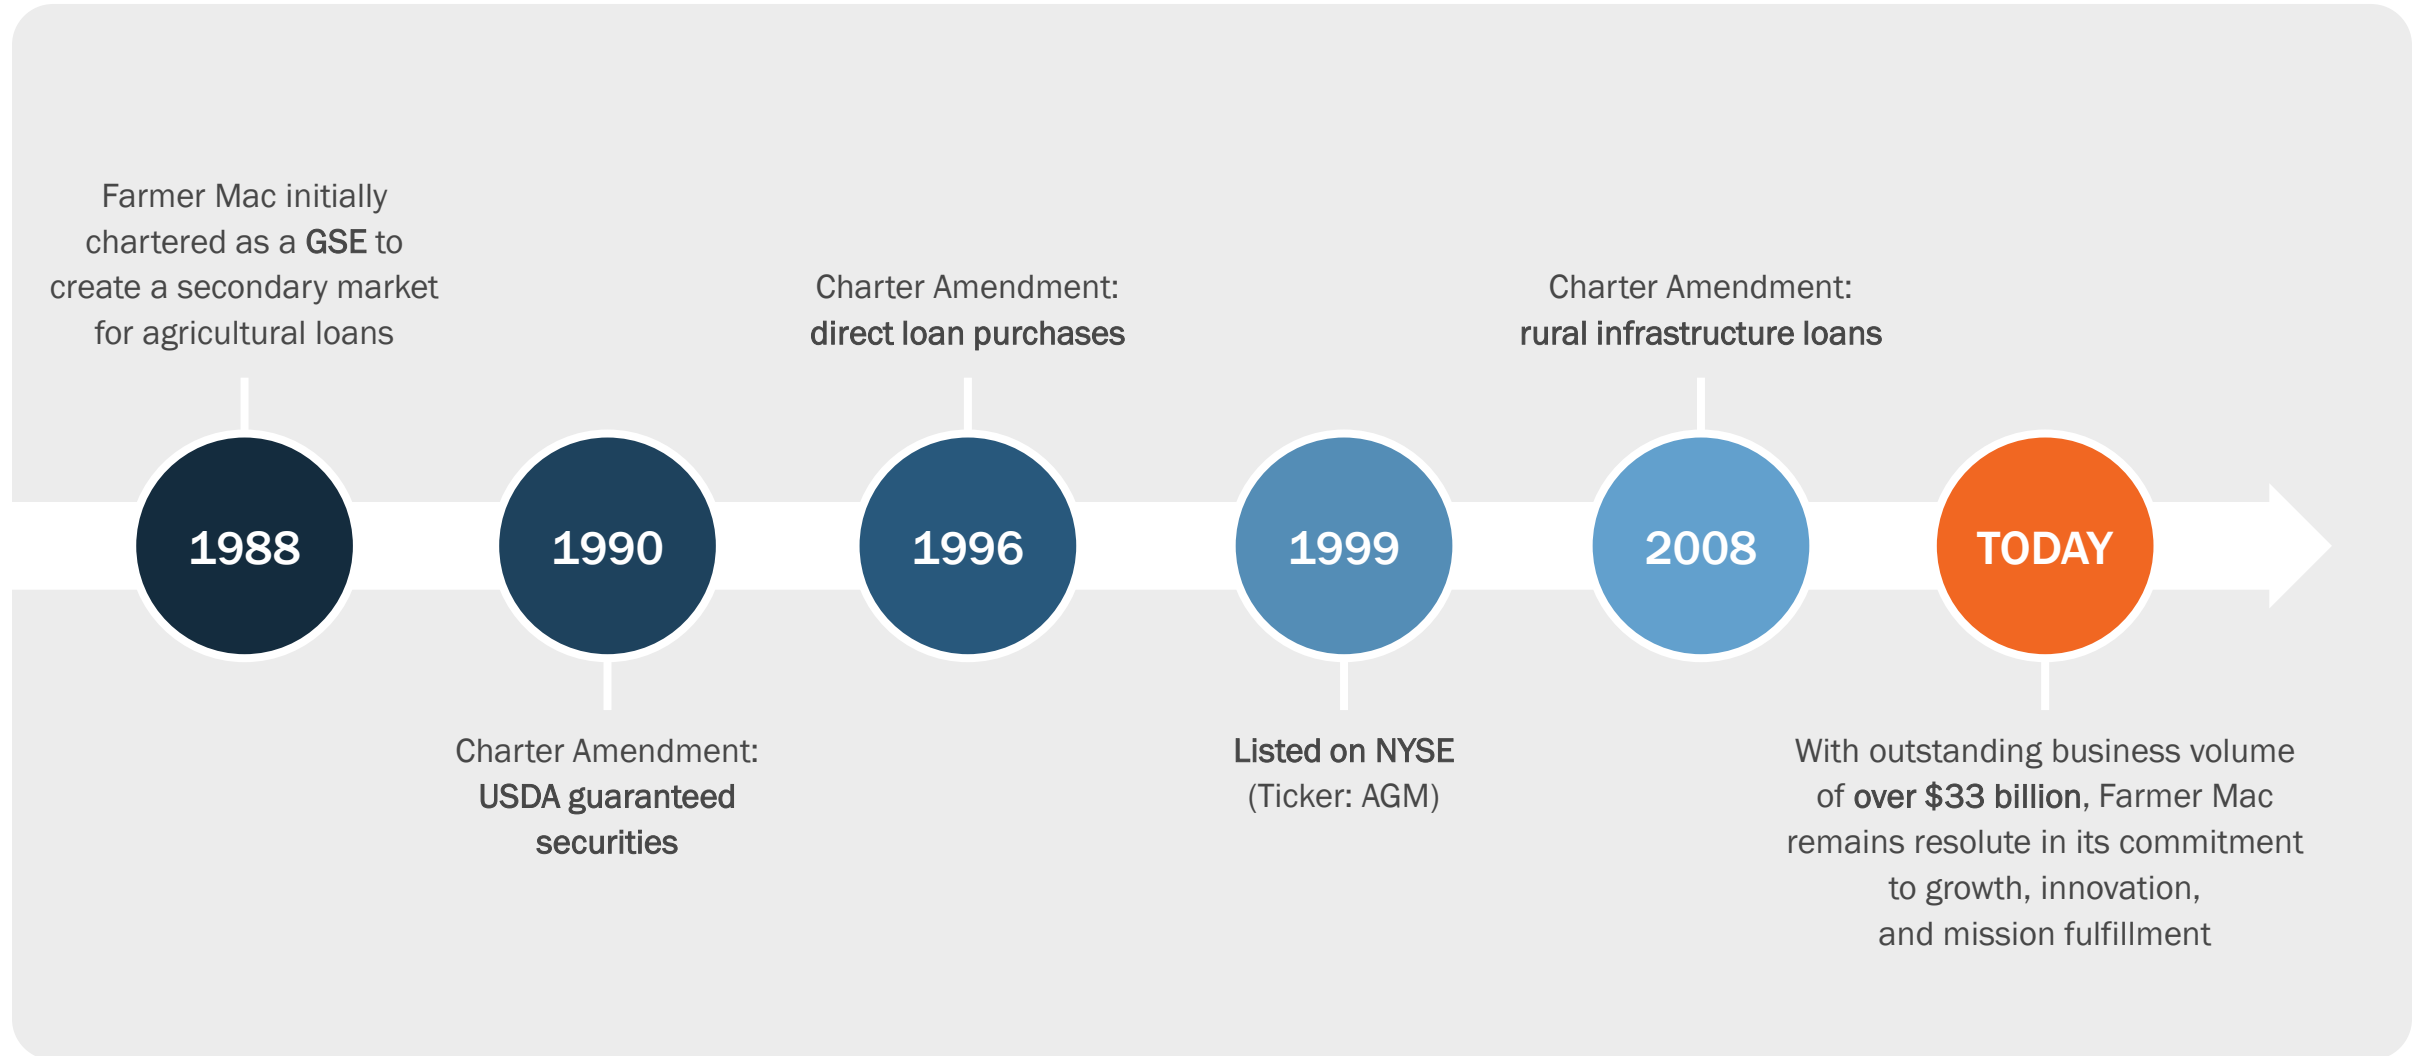 Farmer Mac initially
chartered as a GSE to
create a secondary market
for agricultural loans
1988
1990
Charter Amendment:
USDA guaranteed
securities
Charter Amendment:
direct loan purchases
1996
1999
Listed on NYSE
(Ticker: AGM)
Charter Amendment:
rural infrastructure loans
2008
TODAY
With outstanding business volume
of over $33 billion, Farmer Mac
remains resolute in its commitment
to growth, innovation,
and mission fulfillment